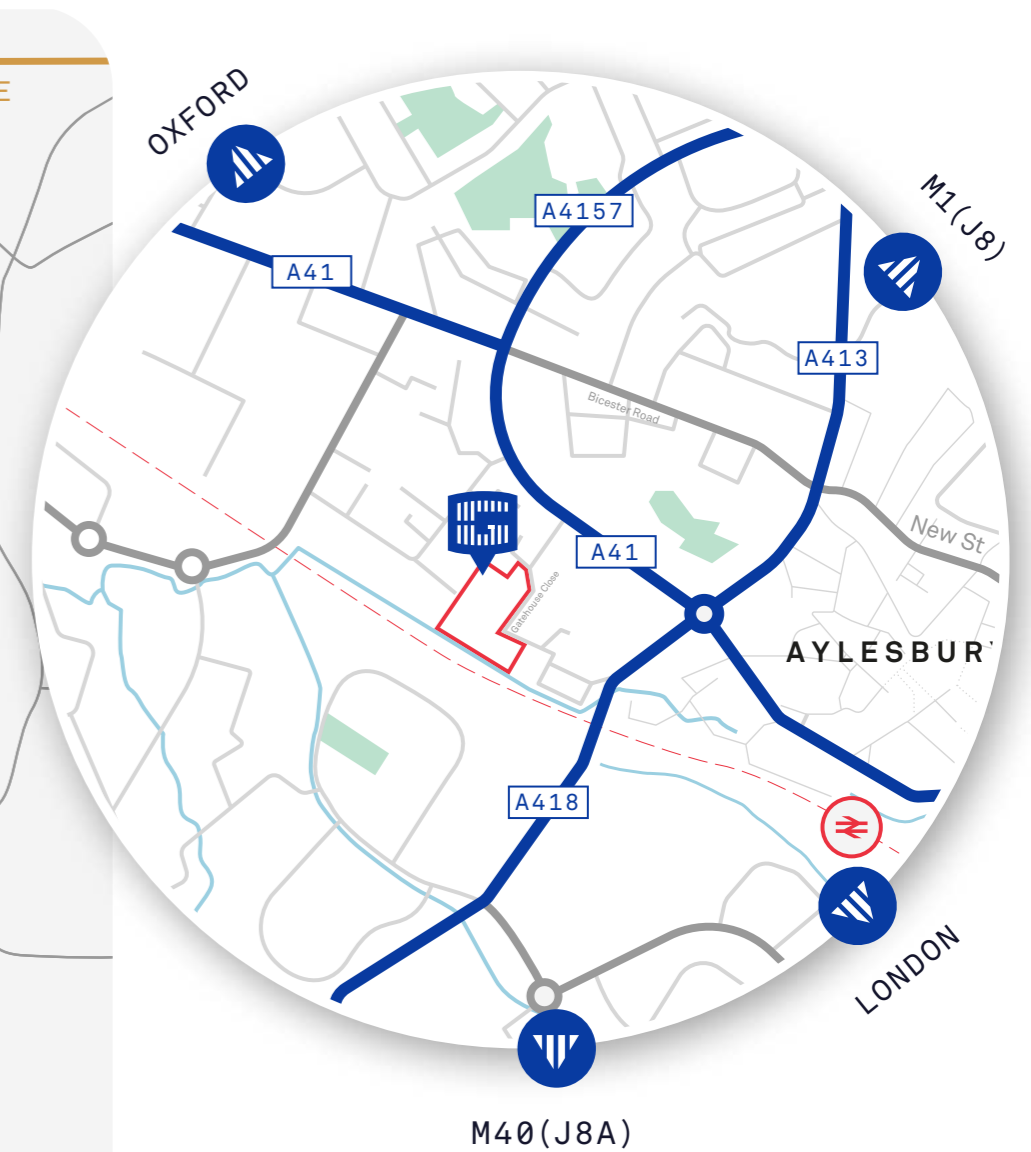 E
OXFORD
M1(J8)
A4157
A41
A413
Bicester Road
New St
A41
Gatehouse Close
AYLESBUR
A418
LONDON
M40(J8A)